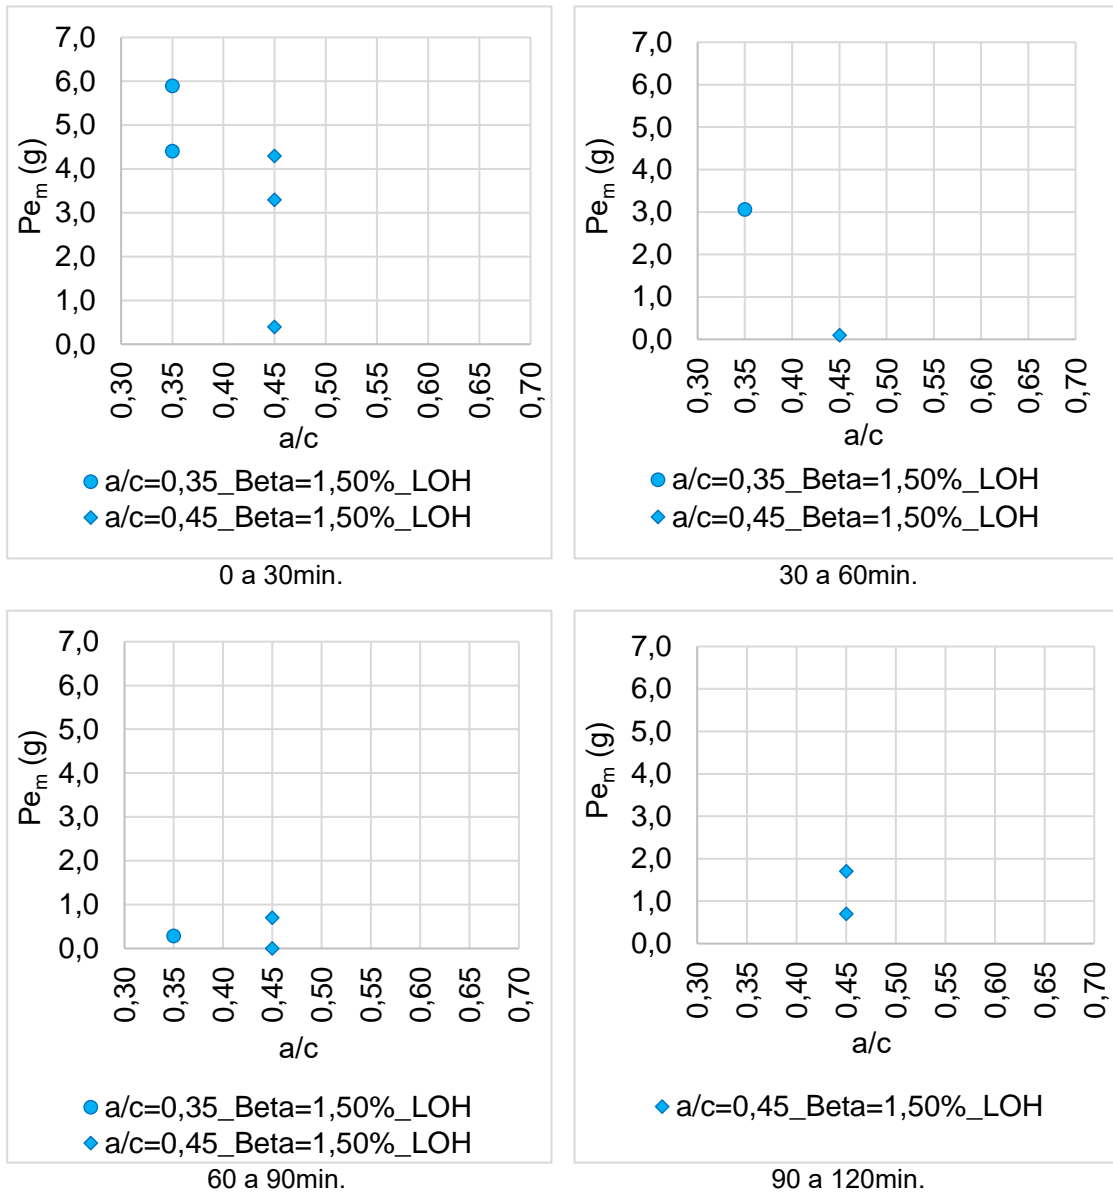 7,0
6,0
5,0
4,0
3,0
2,0
1,0
0,0
Peₘ (g)
0,30 0,35 0,40 0,45 0,50 0,55 0,60 0,65 0,70
a/c
a/c=0,35_Beta=1,50%_LOH
a/c=0,45_Beta=1,50%_LOH
0 a 30min.
7,0
6,0
5,0
4,0
3,0
2,0
1,0
0,0
Peₘ (g)
0,30 0,35 0,40 0,45 0,50 0,55 0,60 0,65 0,70
a/c
a/c=0,35_Beta=1,50%_LOH
a/c=0,45_Beta=1,50%_LOH
30 a 60min.
7,0
6,0
5,0
4,0
3,0
2,0
1,0
0,0
Peₘ (g)
0,30 0,35 0,40 0,45 0,50 0,55 0,60 0,65 0,70
a/c
a/c=0,35_Beta=1,50%_LOH
a/c=0,45_Beta=1,50%_LOH
60 a 90min.
7,0
6,0
5,0
4,0
3,0
2,0
1,0
0,0
Peₘ (g)
0,30 0,35 0,40 0,45 0,50 0,55 0,60 0,65 0,70
a/c
a/c=0,45_Beta=1,50%_LOH
90 a 120min.